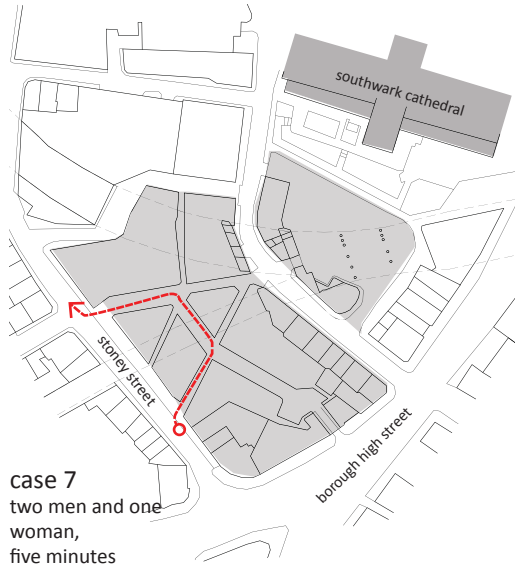 southwark cathedral
stoney street
borough high street
case 7
two men and one
woman,
five minutes